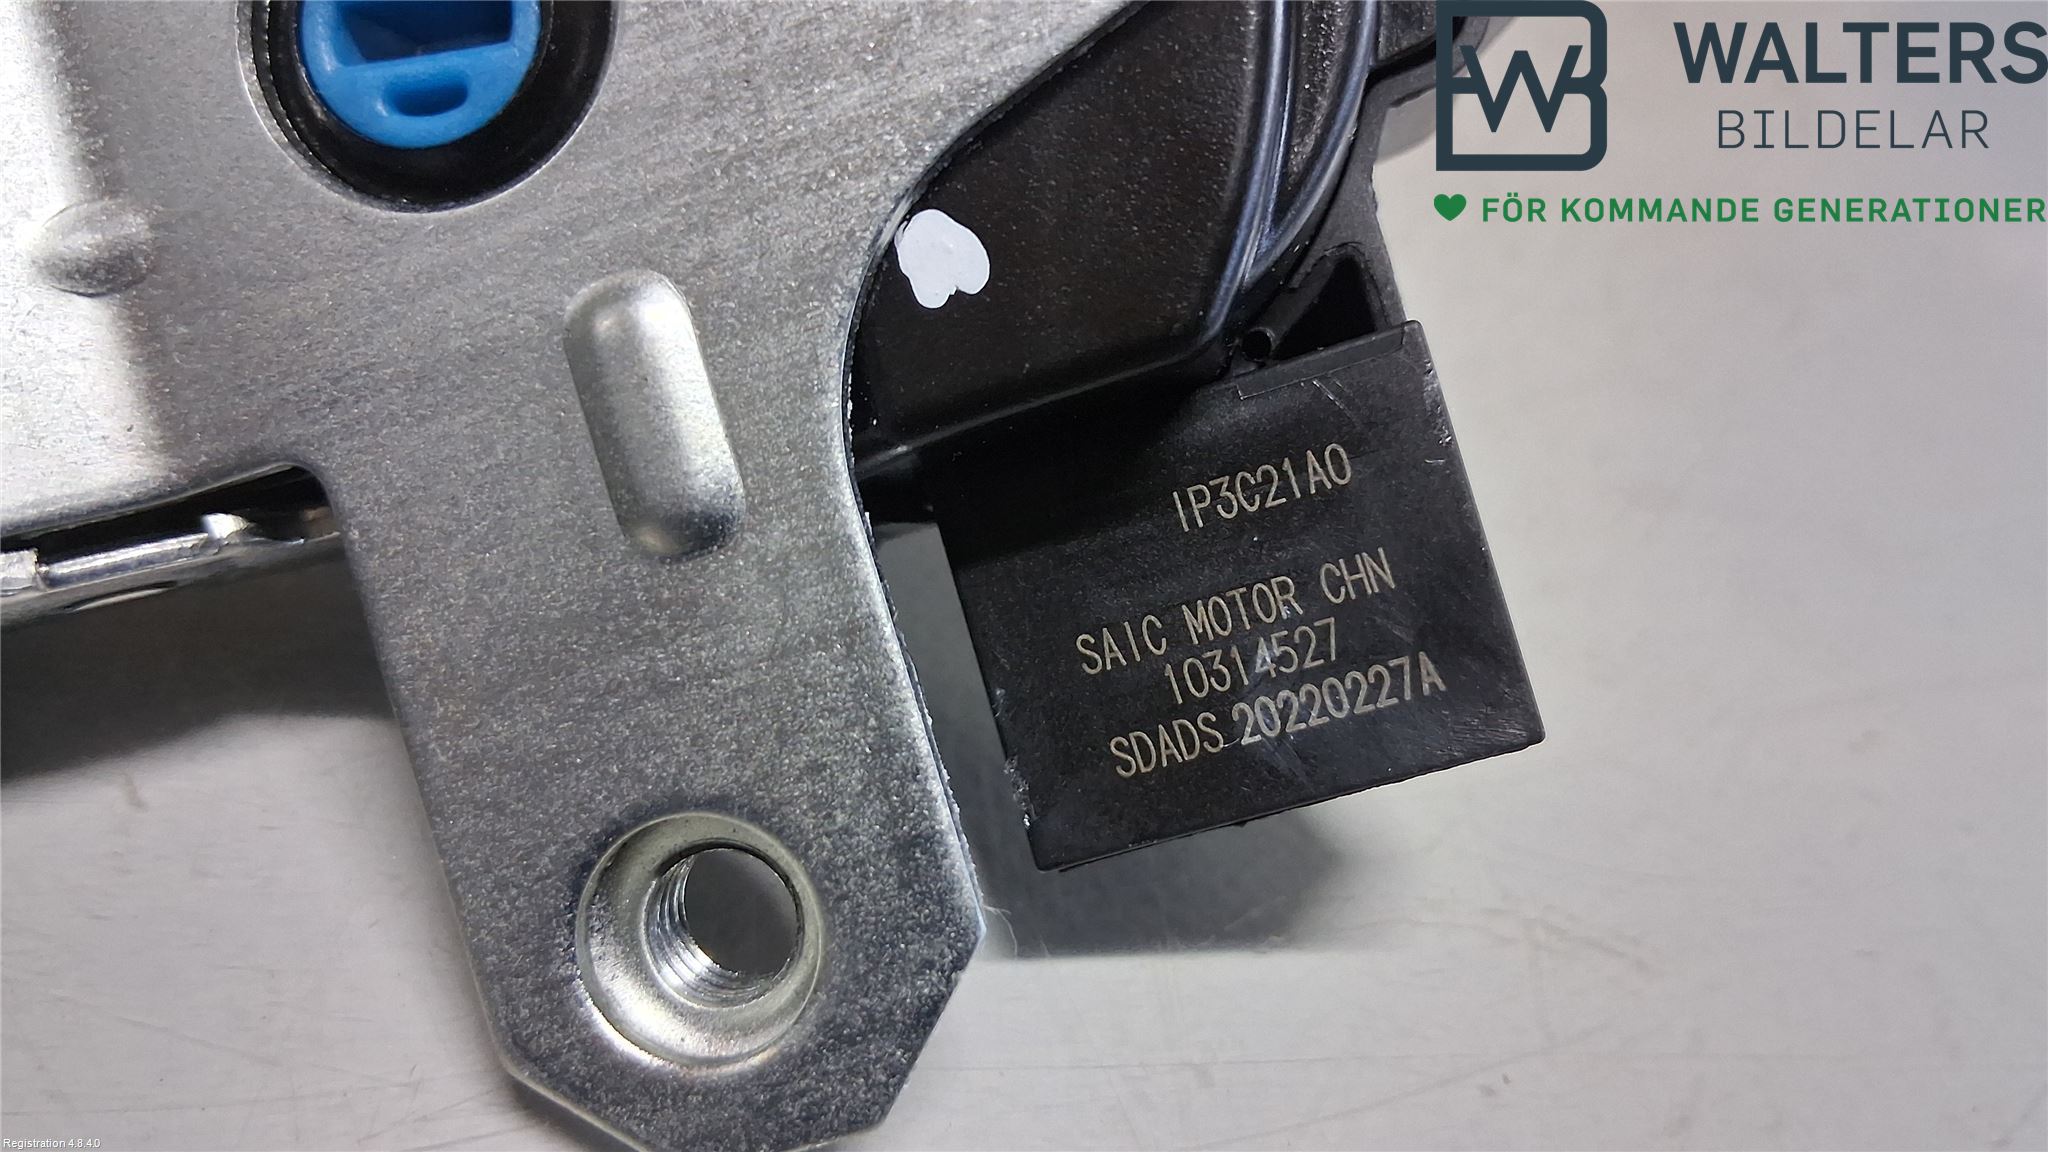 WALTERS
BILDELAR
FÖR KOMMANDE GENERATIONER
IP3C21A0
SAIC MOTOR CHN
10314527
SDADS 20220227A
Registration 4.8.4.0